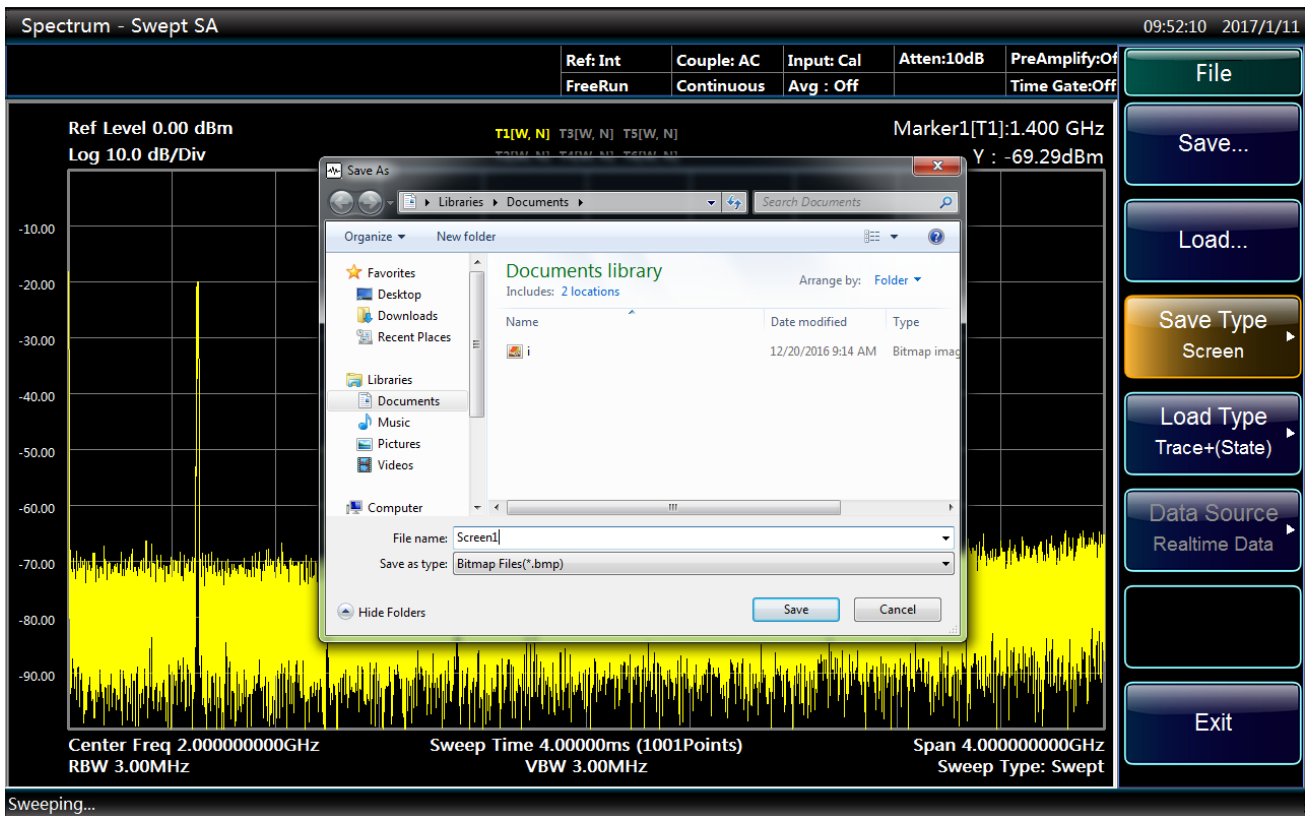 Spectrum - Swept SA
09:52:10 2017/1/11
Ref: Int Couple: AC Input: Cal Atten:10dB PreAmplify:Of
FreeRun Continuous Avg : Off Time Gate:Off
File
Ref Level 0.00 dBm
Log 10.0 dB/Div
T1[W, N] T3[W, N] T5[W, N]
Marker1[T1]:1.400 GHz
Y : -69.29dBm
Save...
Load...
Save Type
Screen
Load Type
Trace+(State)
Data Source
Realtime Data
Exit
-10.00
-20.00
-30.00
-40.00
-50.00
-60.00
-70.00
-80.00
-90.00
Save As
Libraries Documents
Search Documents
Organize New folder
Favorites
Desktop
Downloads
Recent Places
Libraries
Documents
Music
Pictures
Videos
Computer
Documents library
Includes: 2 locations
Arrange by: Folder
Name Date modified Type
i 12/20/2016 9:14 AM Bitmap imag
File name: Screen1
Save as type: Bitmap Files(*.bmp)
Hide Folders
Save Cancel
Center Freq 2.000000000GHz Sweep Time 4.00000ms (1001Points) Span 4.000000000GHz
RBW 3.00MHz VBW 3.00MHz Sweep Type: Swept
Sweeping...